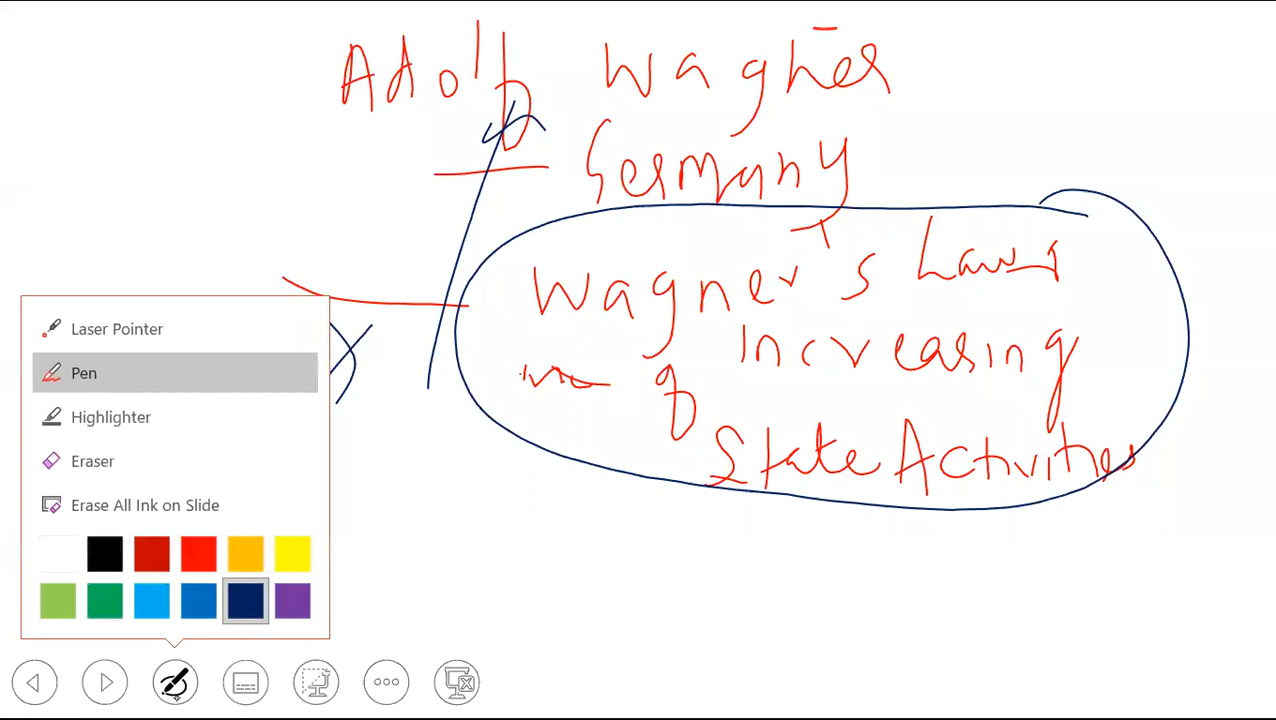 Adolf Wagner
Germany
Wagner's Law
Increasing
of
State Activities
Laser Pointer
Pen
Highlighter
Eraser
Erase All Ink on Slide